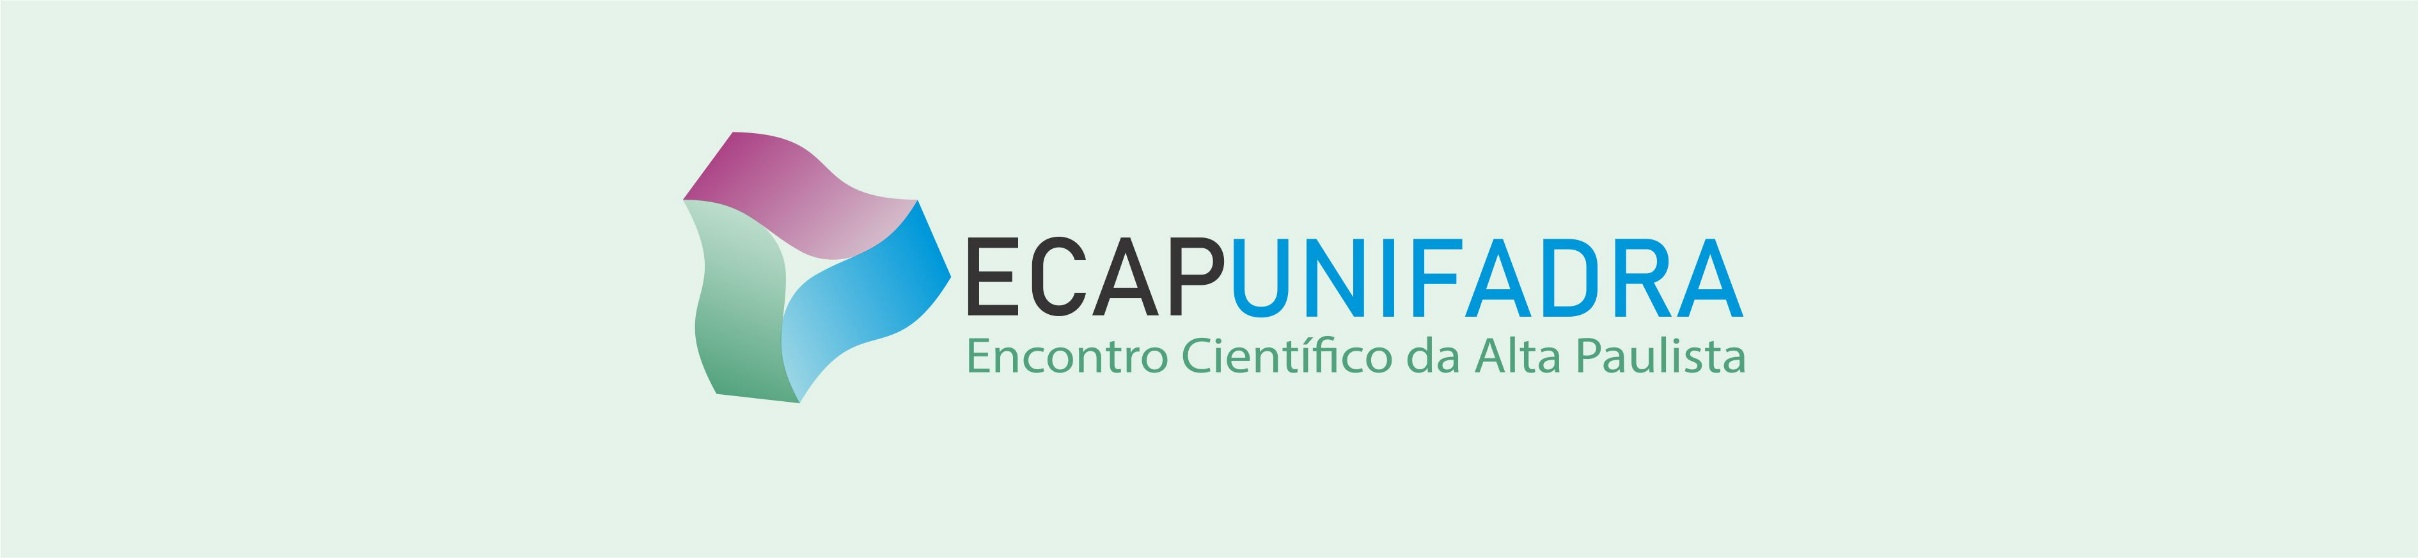 ECAPUNIFADRA
Encontro Científico da Alta Paulista